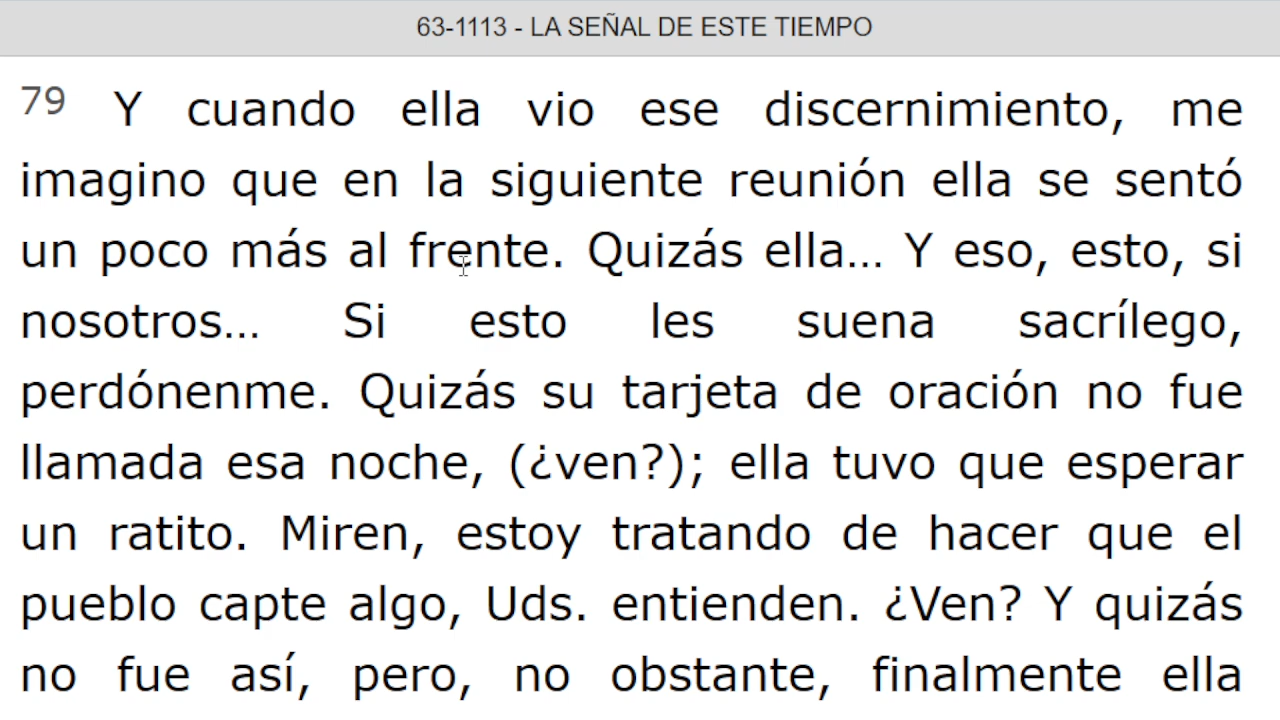 63-1113 - LA SEÑAL DE ESTE TIEMPO
79 Y cuando ella vio ese discernimiento, me
imagino que en la siguiente reunión ella se sentó
un poco más al frente. Quizás ella... Y eso, esto, si
nosotros... Si esto les suena sacrílego,
perdónenme. Quizás su tarjeta de oración no fue
llamada esa noche, (¿ven?); ella tuvo que esperar
un ratito. Miren, estoy tratando de hacer que el
pueblo capte algo, Uds. entienden. ¿Ven? Y quizás
no fue así, pero, no obstante, finalmente ella